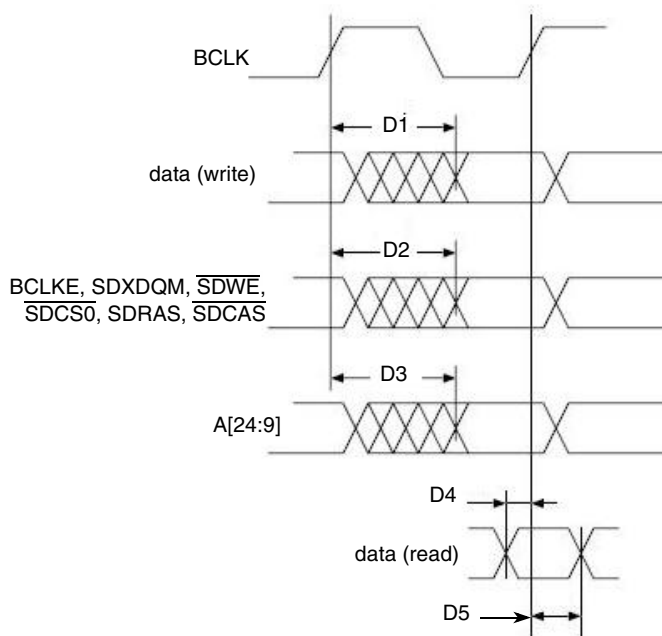 BCLK
D1
data (write)
D2
BCLKE, SDXDQM, SDWE,
SDCS0, SDRAS, SDCAS
D3
A[24:9]
D4
data (read)
D5